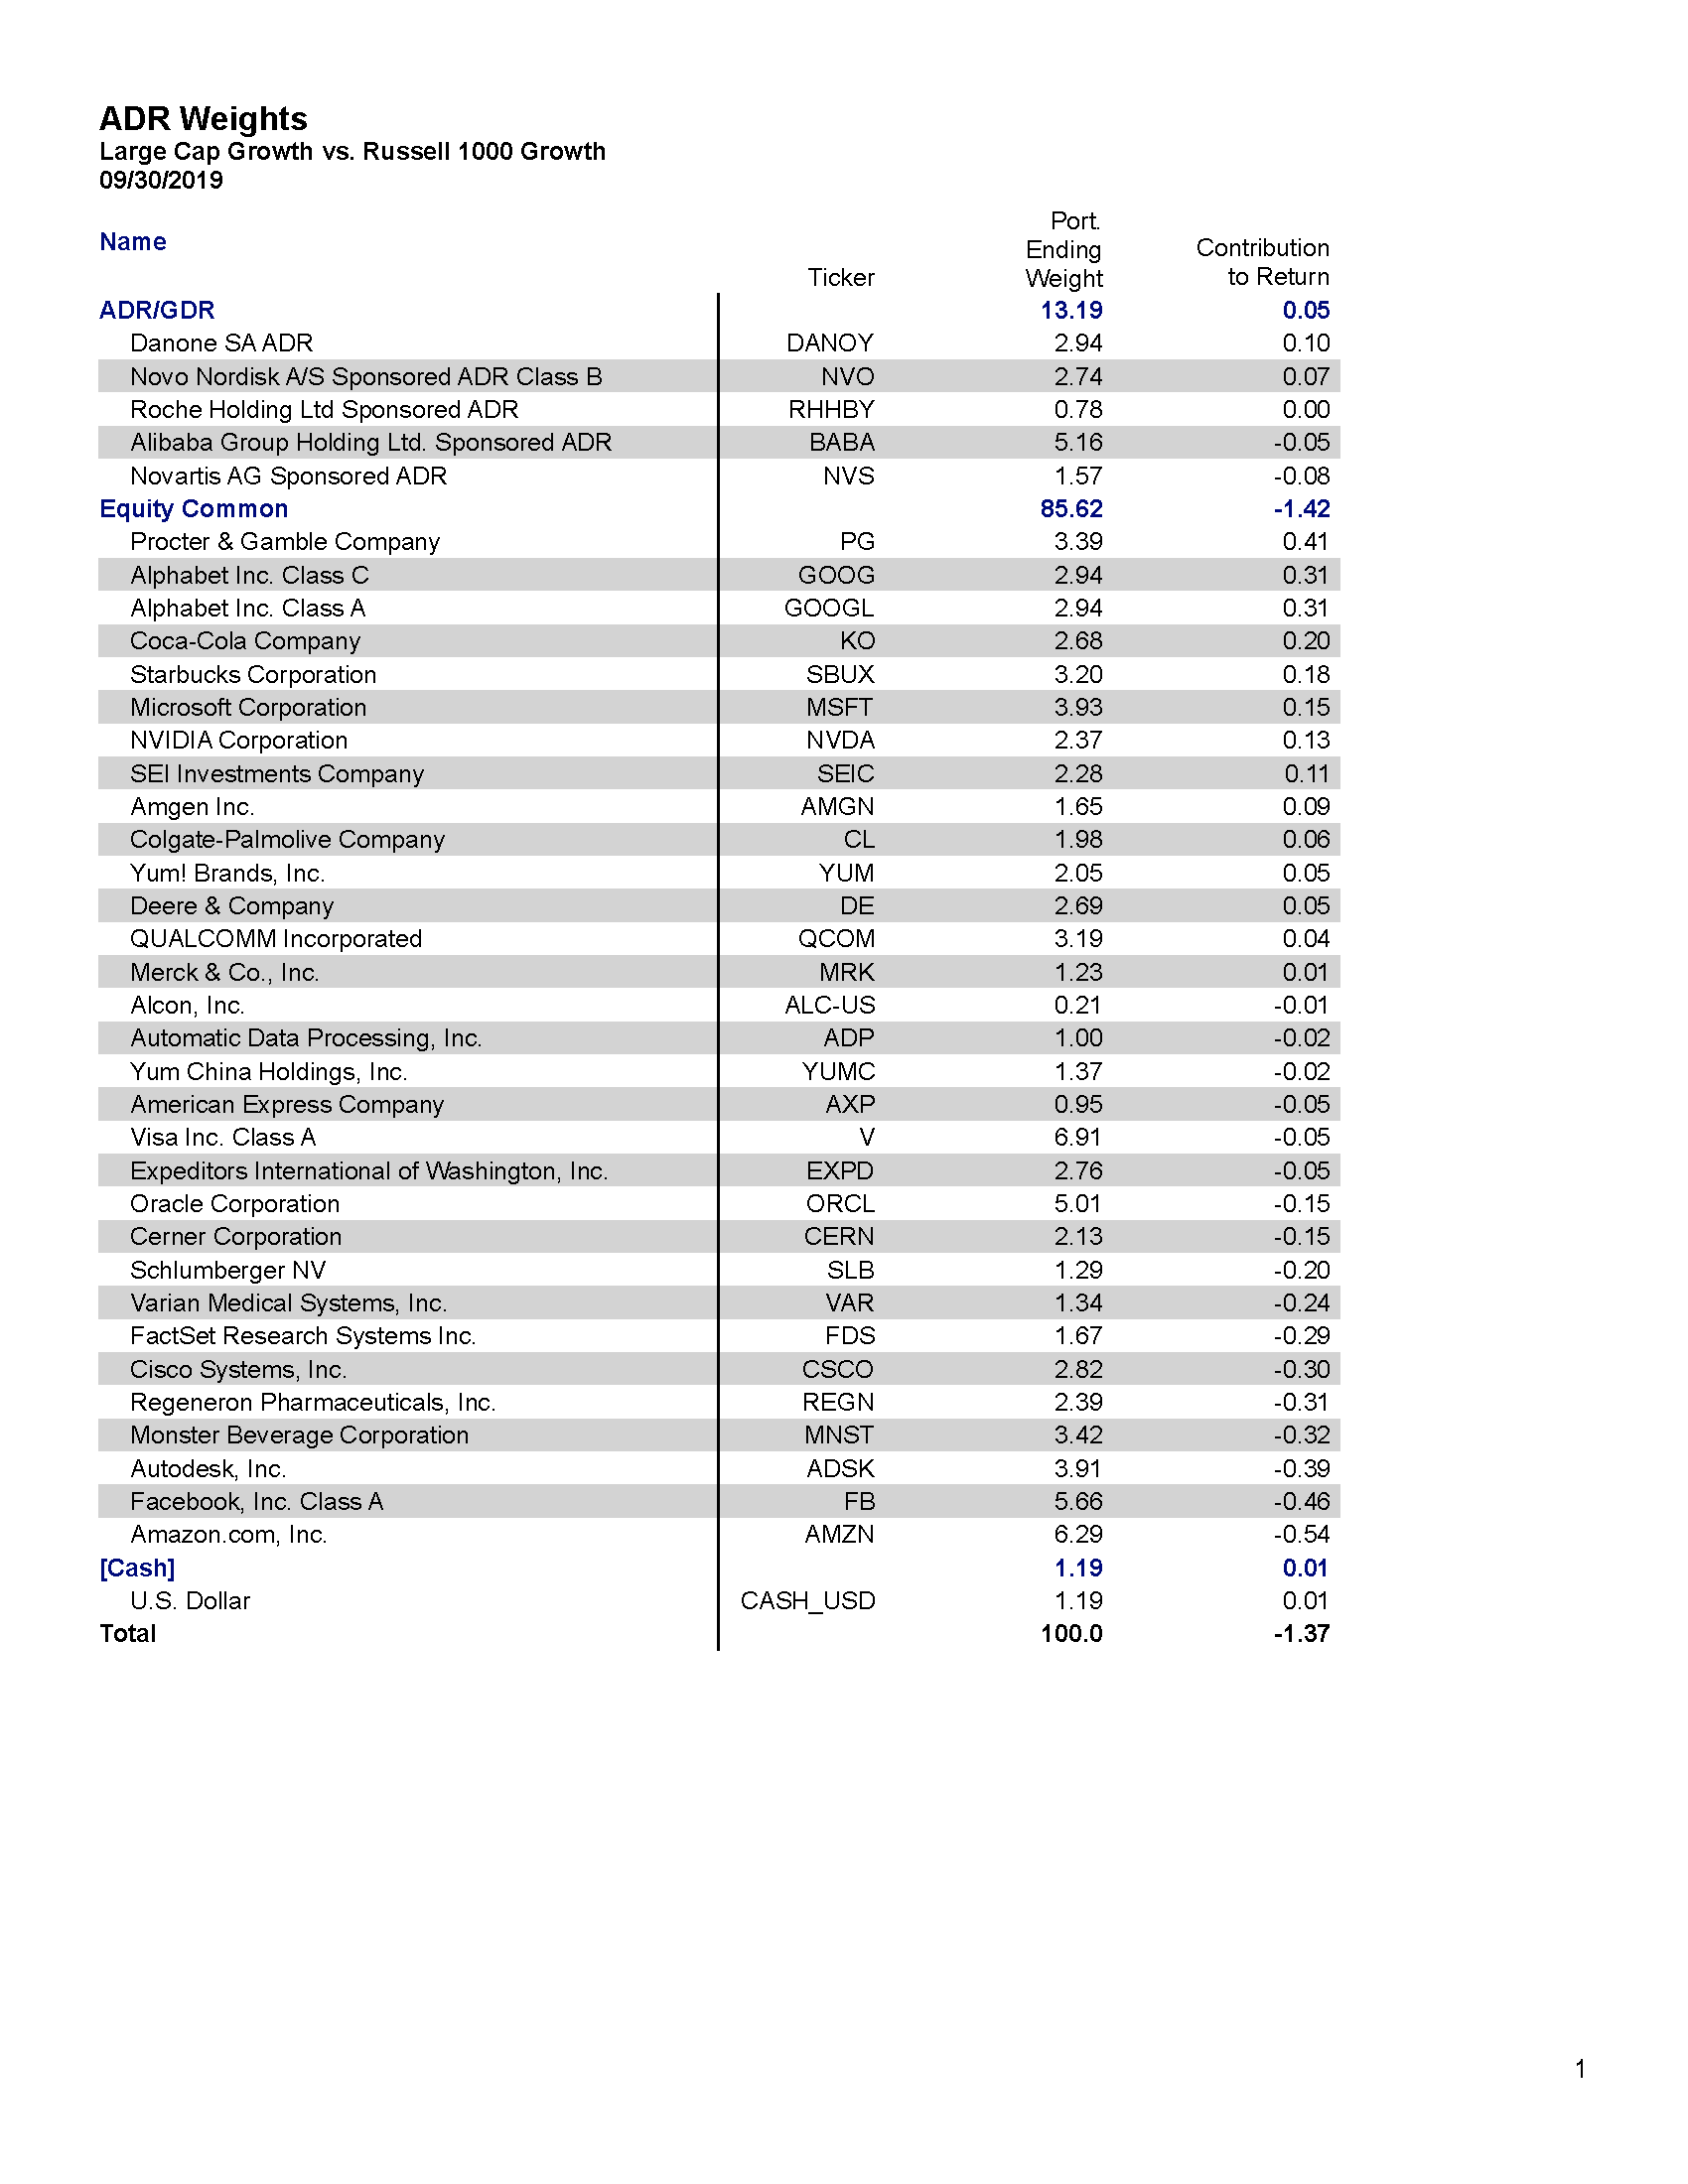 ADR Weights
Large Cap Growth vs. Russell 1000 Growth
09/30/2019
Name Ticker Port. Ending Weight Contribution to Return
ADR/GDR 13.19 0.05
Danone SA ADR DANOY 2.94 0.10
Novo Nordisk A/S Sponsored ADR Class B NVO 2.74 0.07
Roche Holding Ltd Sponsored ADR RHHBY 0.78 0.00
Alibaba Group Holding Ltd. Sponsored ADR BABA 5.16 -0.05
Novartis AG Sponsored ADR NVS 1.57 -0.08
Equity Common 85.62 -1.42
Procter & Gamble Company PG 3.39 0.41
Alphabet Inc. Class C GOOG 2.94 0.31
Alphabet Inc. Class A GOOGL 2.94 0.31
Coca-Cola Company KO 2.68 0.20
Starbucks Corporation SBUX 3.20 0.18
Microsoft Corporation MSFT 3.93 0.15
NVIDIA Corporation NVDA 2.37 0.13
SEI Investments Company SEIC 2.28 0.11
Amgen Inc. AMGN 1.65 0.09
Colgate-Palmolive Company CL 1.98 0.06
Yum! Brands, Inc. YUM 2.05 0.05
Deere & Company DE 2.69 0.05
QUALCOMM Incorporated QCOM 3.19 0.04
Merck & Co., Inc. MRK 1.23 0.01
Alcon, Inc. ALC-US 0.21 -0.01
Automatic Data Processing, Inc. ADP 1.00 -0.02
Yum China Holdings, Inc. YUMC 1.37 -0.02
American Express Company AXP 0.95 -0.05
Visa Inc. Class A V 6.91 -0.05
Expeditors International of Washington, Inc. EXPD 2.76 -0.05
Oracle Corporation ORCL 5.01 -0.15
Cerner Corporation CERN 2.13 -0.15
Schlumberger NV SLB 1.29 -0.20
Varian Medical Systems, Inc. VAR 1.34 -0.24
FactSet Research Systems Inc. FDS 1.67 -0.29
Cisco Systems, Inc. CSCO 2.82 -0.30
Regeneron Pharmaceuticals, Inc. REGN 2.39 -0.31
Monster Beverage Corporation MNST 3.42 -0.32
Autodesk, Inc. ADSK 3.91 -0.39
Facebook, Inc. Class A FB 5.66 -0.46
Amazon.com, Inc. AMZN 6.29 -0.54
[Cash] 1.19 0.01
U.S. Dollar CASH_USD 1.19 0.01
Total 100.0 -1.37
1